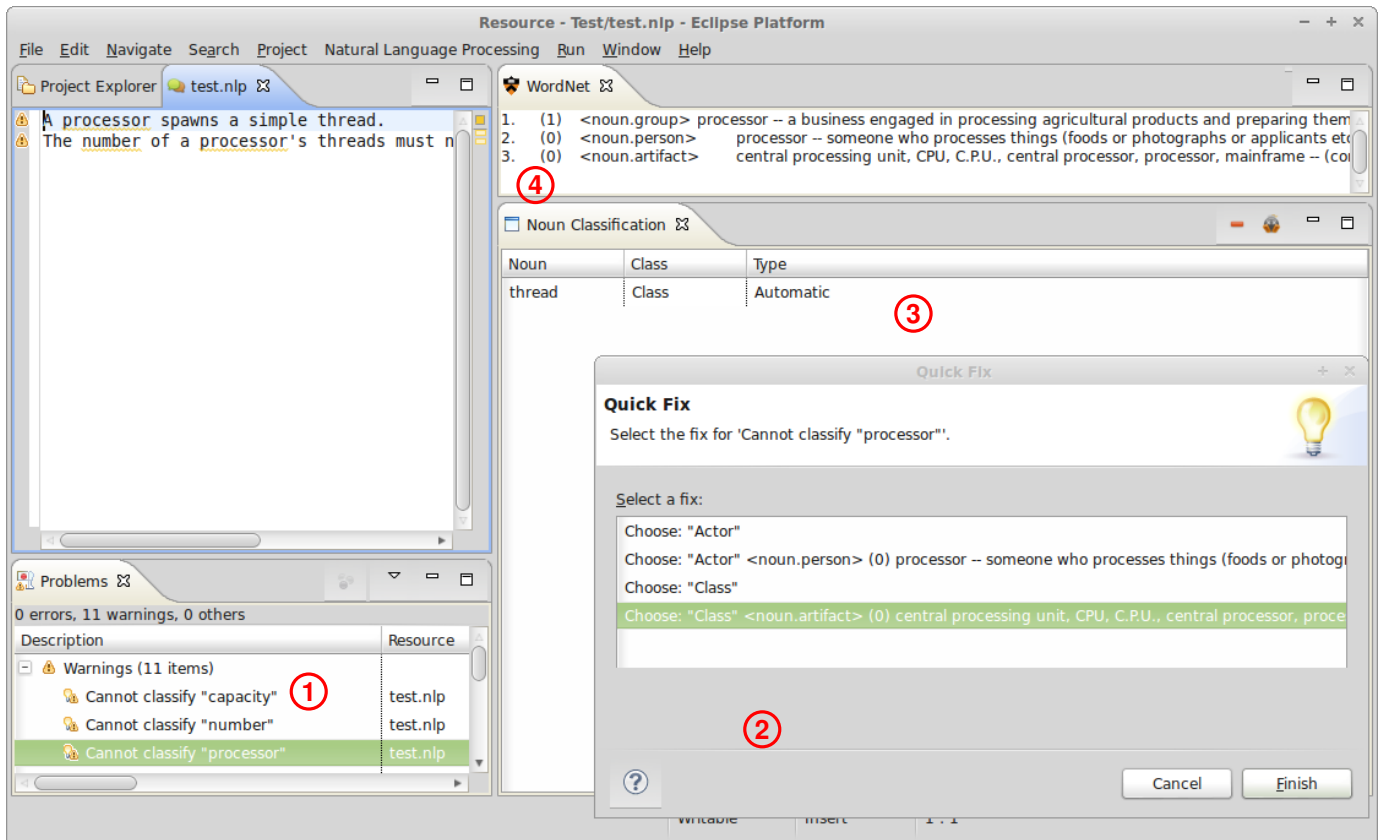 Resource - Test/test.nlp - Eclipse Platform
File Edit Navigate Search Project Natural Language Processing Run Window Help
Project Explorer test.nlp
A processor spawns a simple thread.
The number of a processor's threads must n
WordNet
1. (1) <noun.group> processor -- a business engaged in processing agricultural products and preparing them
2. (0) <noun.person> processor -- someone who processes things (foods or photographs or applicants etc
3. (0) <noun.artifact> central processing unit, CPU, C.P.U., central processor, processor, mainframe -- (co
4
Noun Classification
Noun Class Type
thread Class Automatic
3
Quick Fix
Quick Fix
Select the fix for 'Cannot classify "processor"'.
Select a fix:
Choose: "Actor"
Choose: "Actor" <noun.person> (0) processor -- someone who processes things (foods or photogr
Choose: "Class"
Choose: "Class" <noun.artifact> (0) central processing unit, CPU, C.P.U., central processor, proce
2
? Cancel Finish
Problems
0 errors, 11 warnings, 0 others
Description Resource
Warnings (11 items)
1
Cannot classify "capacity" test.nlp
Cannot classify "number" test.nlp
Cannot classify "processor" test.nlp
Writable Insert 1 : 1